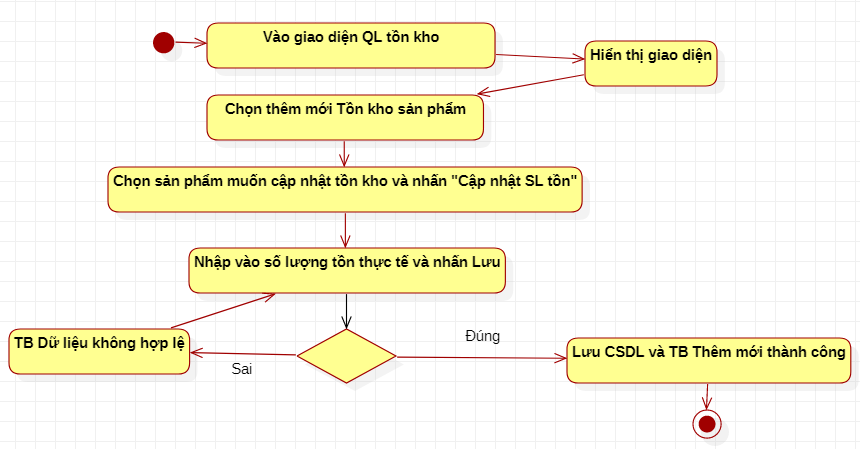 Vào giao diện QL tồn kho
Hiển thị giao diện
Chọn thêm mới Tồn kho sản phẩm
Chọn sản phẩm muốn cập nhật tồn kho và nhấn "Cập nhật SL tồn"
Nhập vào số lượng tồn thực tế và nhấn Lưu
TB Dữ liệu không hợp lệ
Sai
Đúng
Lưu CSDL và TB Thêm mới thành công